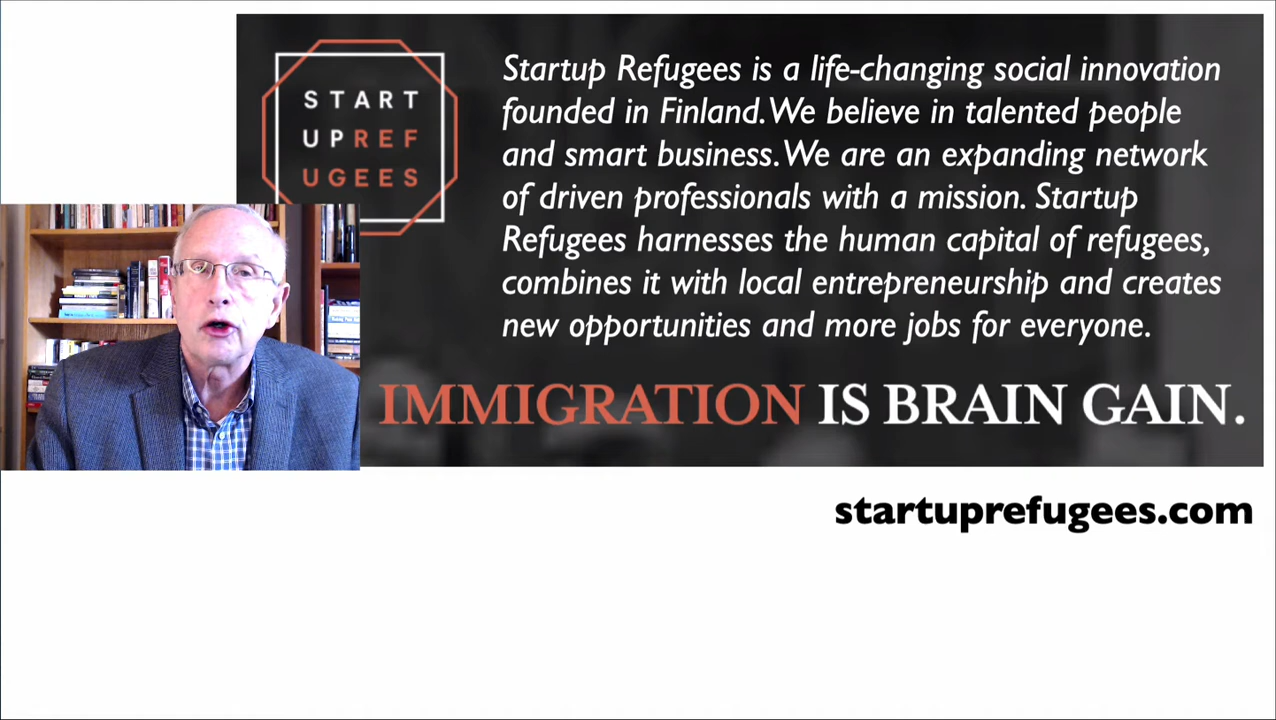 START
UPREF
UGEES
Startup Refugees is a life-changing social innovation
founded in Finland. We believe in talented people
and smart business. We are an expanding network
of driven professionals with a mission. Startup
Refugees harnesses the human capital of refugees,
combines it with local entrepreneurship and creates
new opportunities and more jobs for everyone.
IMMIGRATION IS BRAIN GAIN.
startuprefugees.com